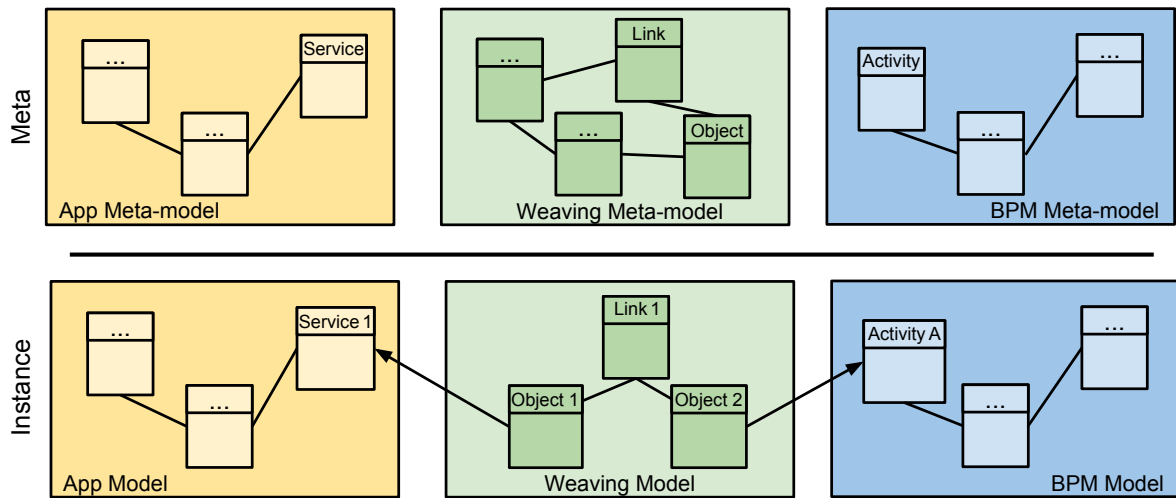 Meta
...
Service
...
App Meta-model
Link
...
...
Object
Weaving Meta-model
Activity
...
...
BPM Meta-model
Instance
...
Service 1
...
App Model
Link 1
Object 1
Object 2
Weaving Model
Activity A
...
...
BPM Model